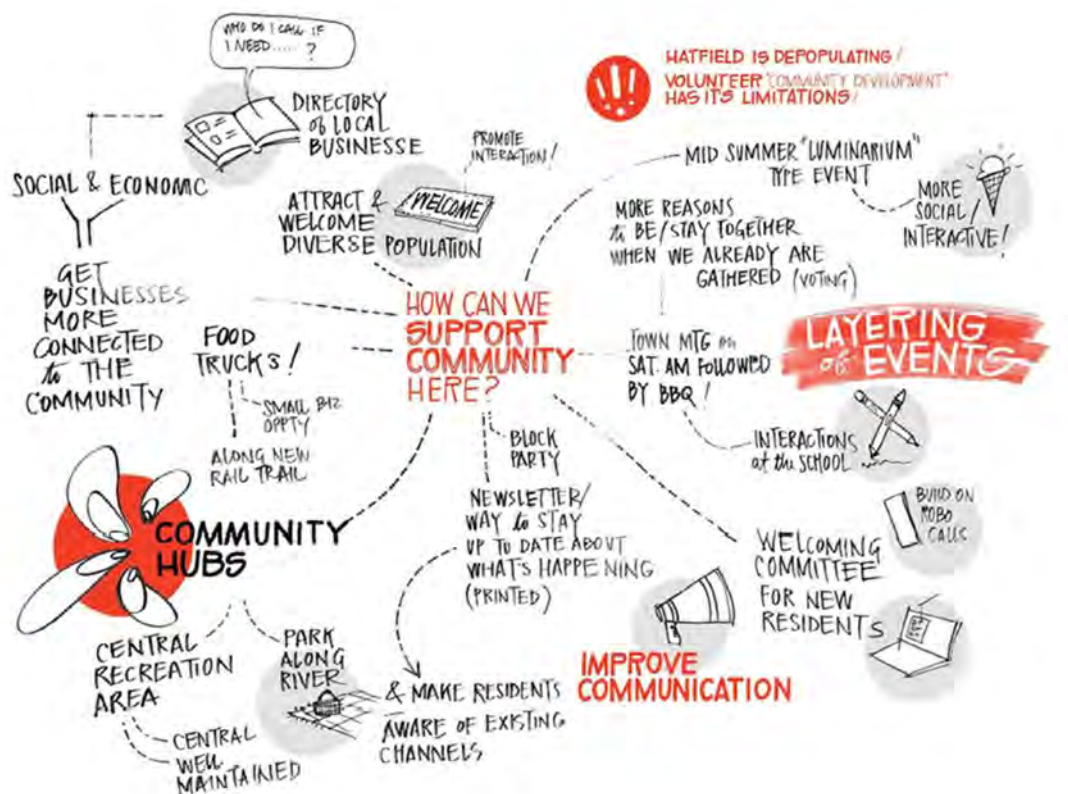 WHO DO I CALL IF
I NEED.....?
DIRECTORY
of LOCAL
BUSINESSE
SOCIAL & ECONOMIC
GET
BUSINESSES
MORE
CONNECTED
to THE
COMMUNITY
PROMOTE
INTERACTION!
WELCOME
ATTRACT &
WELCOME
DIVERSE POPULATION
HATFIELD IS DEPOPULATING!
VOLUNTEER "COMMUNITY DEVELOPMENT"
HAS IT'S LIMITATIONS!
MID SUMMER "LUMINARIUM"
TYPE EVENT
MORE
SOCIAL/
INTERACTIVE!
MORE REASONS
to BE/STAY TOGETHER
WHEN WE ALREADY ARE
GATHERED (VOTING)
HOW CAN WE
SUPPORT
COMMUNITY
HERE?
LAYERING
of EVENTS
TOWN MTG on
SAT. AM FOLLOWED
BY BBQ!
INTERACTIONS
at the SCHOOL
FOOD
TRUCKS!
SMALL BIZ
OPPTY
ALONG NEW
RAIL TRAIL
COMMUNITY
HUBS
CENTRAL
RECREATION
AREA
CENTRAL
WELL
MAINTAINED
PARK
ALONG
RIVER
BLOCK
PARTY
NEWSLETTER/
WAY to STAY
UP TO DATE ABOUT
WHAT'S HAPPENING
(PRINTED)
& MAKE RESIDENTS
AWARE OF EXISTING
CHANNELS
IMPROVE
COMMUNICATION
WELCOMING
COMMITTEE
FOR NEW
RESIDENTS
BUILD ON
ROBO
CALLS